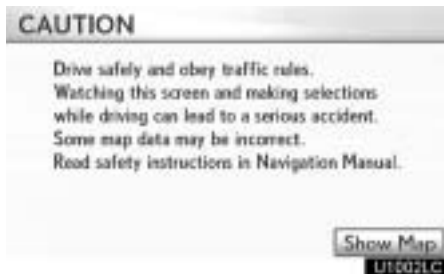 CAUTION
Drive safely and obey traffic rules.
Watching this screen and making selections
while driving can lead to a serious accident.
Some map data may be incorrect.
Read safety instructions in Navigation Manual.
Show Map
U1002LC